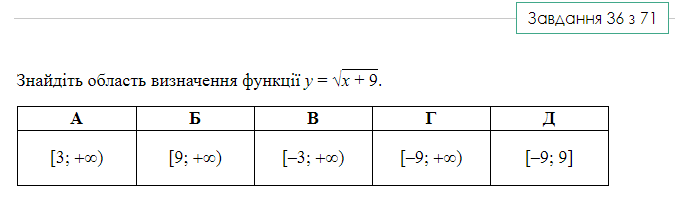 Завдання 36 з 71
Знайдіть область визначення функції y = √x + 9.
А Б В Г Д
[3; +∞) [9; +∞) [–3; +∞) [–9; +∞) [–9; 9]